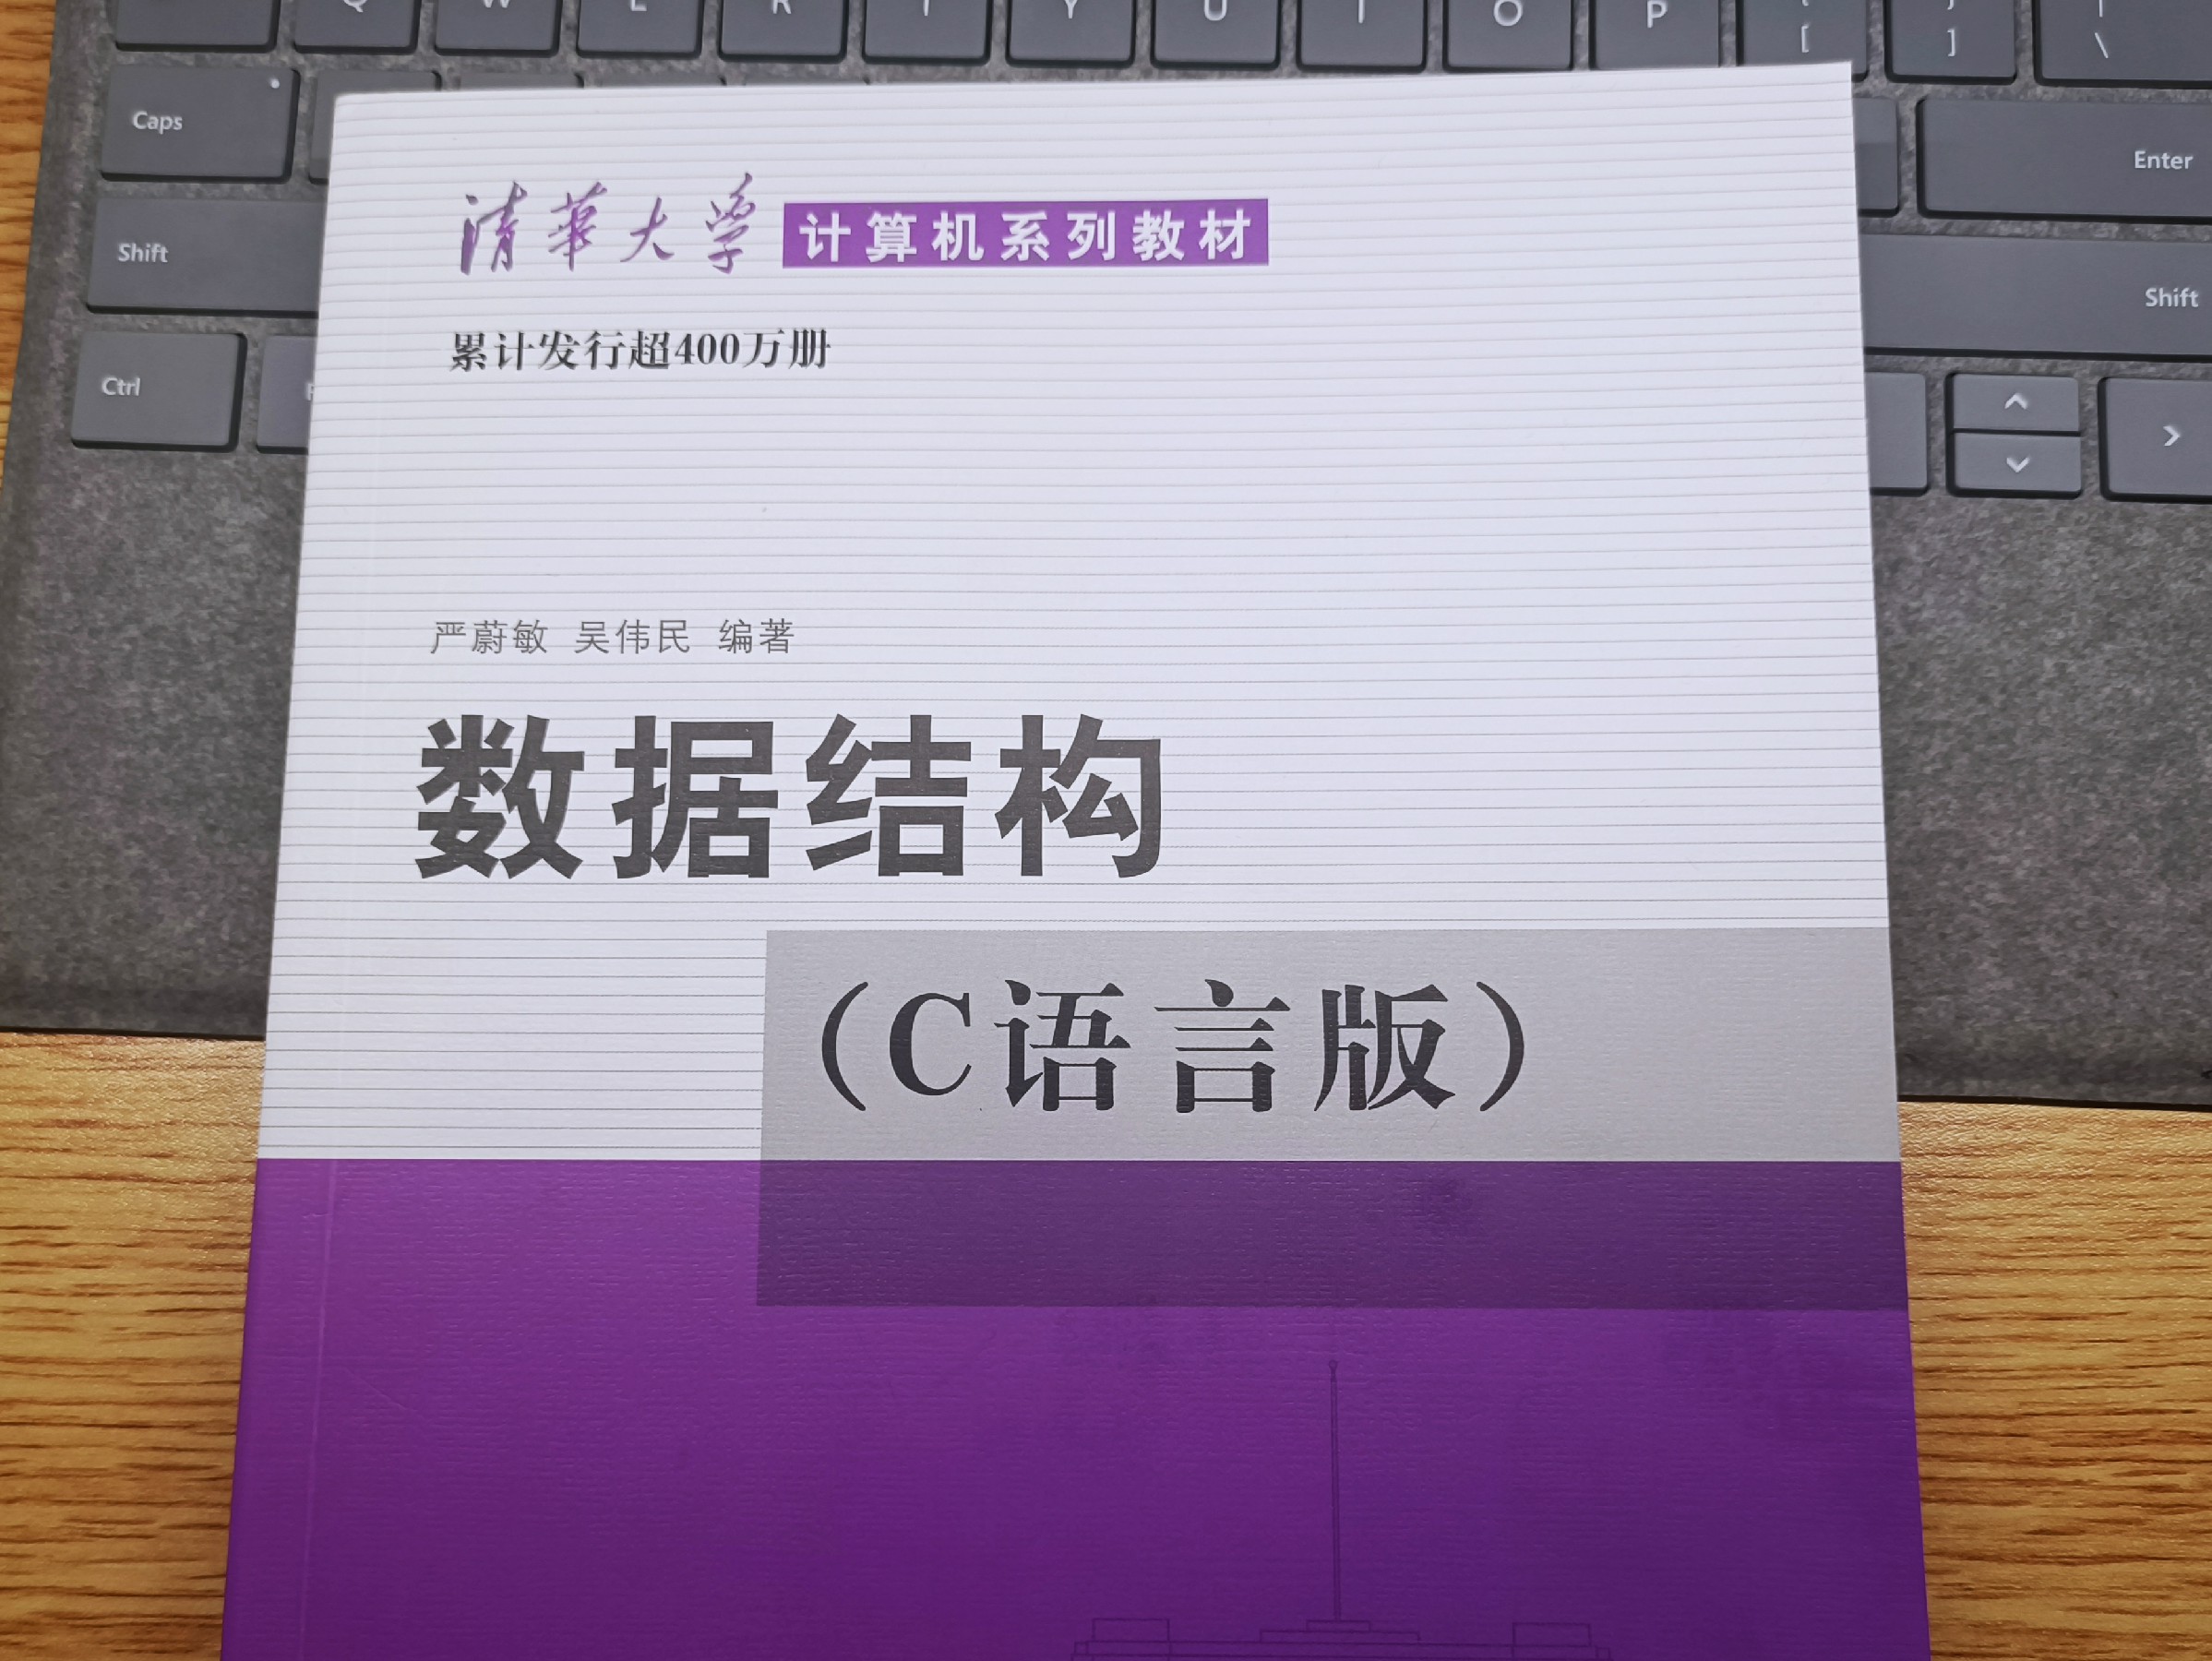 Q W E R T Y U I O P [ ] \
Caps
Enter
Shift
Shift
Ctrl
清華大学 计算机系列教材
累计发行超400万册
严蔚敏 吴伟民 编著
数据结构
(C语言版)